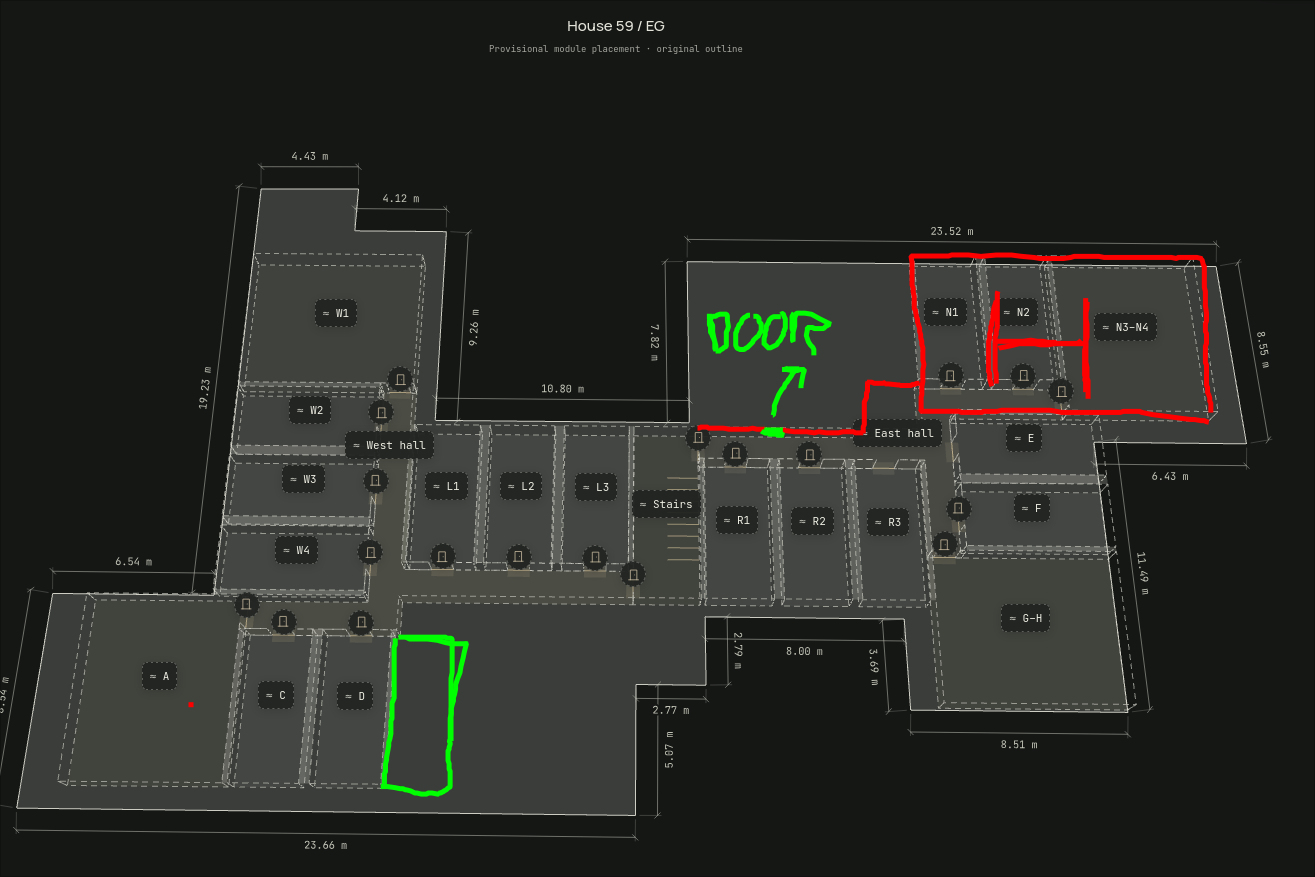 House 59 / EG
Provisional module placement · original outline
4.43 m
4.12 m
23.52 m
19.23 m
9.26 m
7.82 m
8.55 m
≈ W1
≈ N1
≈ N2
≈ N3–N4
DOOR
10.80 m
≈ W2
≈ West hall
≈ East hall
≈ E
≈ W3
≈ L1
≈ L2
≈ L3
≈ Stairs
≈ R1
≈ R2
≈ R3
≈ F
6.43 m
≈ W4
6.54 m
11.49 m
≈ G–H
≈ A
≈ C
≈ D
2.79 m
8.00 m
3.69 m
2.77 m
5.07 m
8.51 m
23.66 m